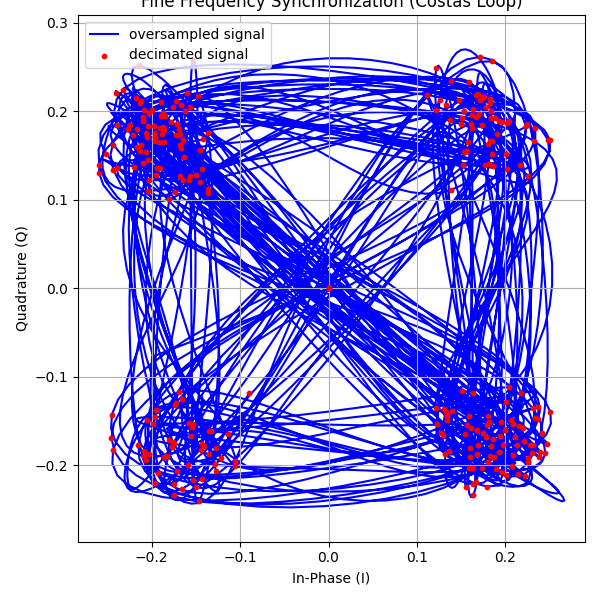 Fine Frequency Synchronization (Costas Loop)
oversampled signal
decimated signal
0.3
0.2
0.1
0.0
−0.1
−0.2
Quadrature (Q)
−0.2 −0.1 0.0 0.1 0.2
In-Phase (I)